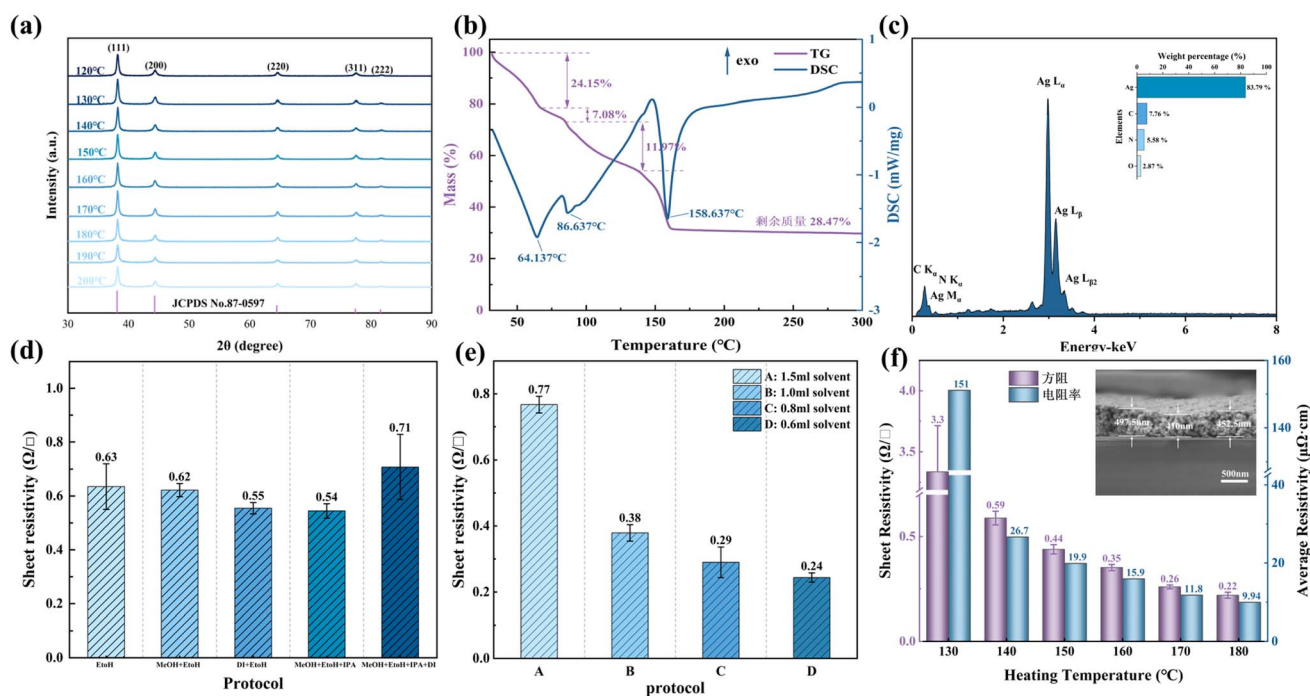 (a)
(111)
(200)
(220)
(311)
(222)
120℃
130℃
140℃
150℃
160℃
170℃
180℃
190℃
200℃
JCPDS No.87-0597
Intensity (a.u.)
30 40 50 60 70 80 90
2θ (degree)
(b)
exo
TG
DSC
100
80
60
40
20
0
Mass (%)
24.15%
7.08%
11.97%
158.637℃
86.637℃
64.137℃
剩余质量 28.47%
1
0
-1
-2
-3
DSC (mW/mg)
50 100 150 200 250 300
Temperature (℃)
(c)
Weight percentage (%)
0 20 40 60 80 100
Elements
Ag 83.79 %
C 7.76 %
N 5.58 %
O 2.87 %
Ag Lα
Ag Lβ
Ag Lβ2
C Kα
N Kα
Ag Mα
0 2 4 6 8
Energy-keV
(d)
1.0
0.8
0.6
0.4
0.2
0.0
Sheet resistivity (Ω/□)
0.63
0.62
0.55
0.54
0.71
EtoH
MeOH+EtoH
DI+EtoH
MeOH+EtoH+IPA
MeOH+EtoH+IPA+DI
Protocol
(e)
0.8
0.6
0.4
0.2
0.0
Sheet resistivity (Ω/□)
A: 1.5ml solvent
B: 1.0ml solvent
C: 0.8ml solvent
D: 0.6ml solvent
0.77
0.38
0.29
0.24
A B C D
protocol
(f)
方阻
电阻率
4.0
3.5
0.5
0.0
Sheet Resistivity (Ω/□)
3.3
151
0.59
26.7
0.44
19.9
0.35
15.9
0.26
11.8
0.22
9.94
497.5nm
410nm
452.5nm
500nm
160
140
40
20
0
Average Resistivity (μΩ·cm)
130 140 150 160 170 180
Heating Temperature (℃)